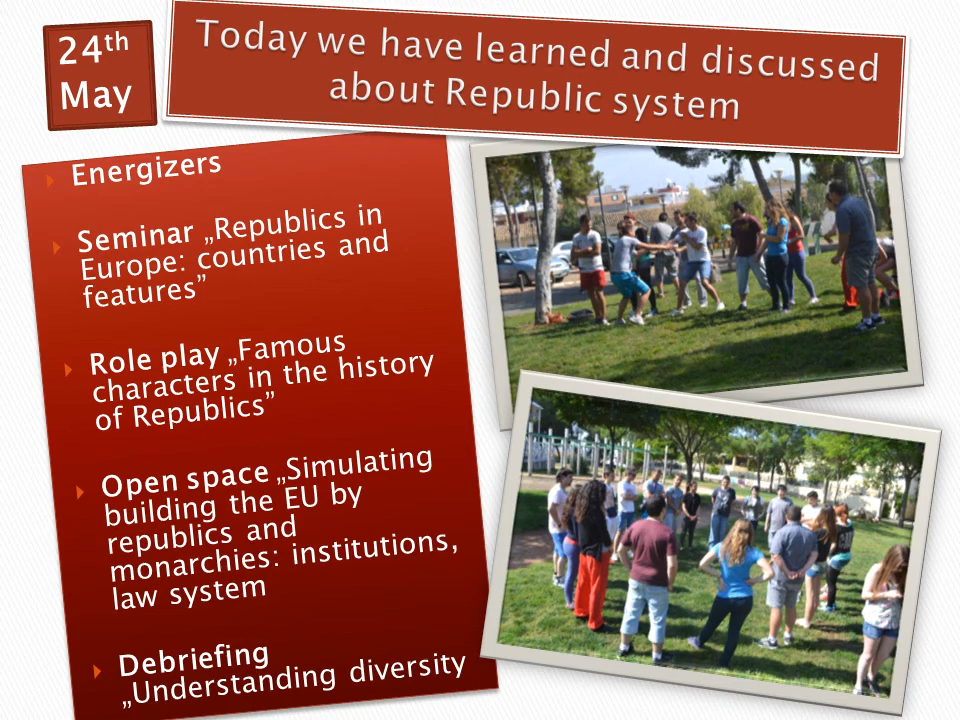 24th
May
Today we have learned and discussed
about Republic system
Energizers
Seminar „Republics in
Europe: countries and
features”
Role play „Famous
characters in the history
of Republics”
Open space „Simulating
building the EU by
republics and
monarchies: institutions,
law system
Debriefing
„Understanding diversity